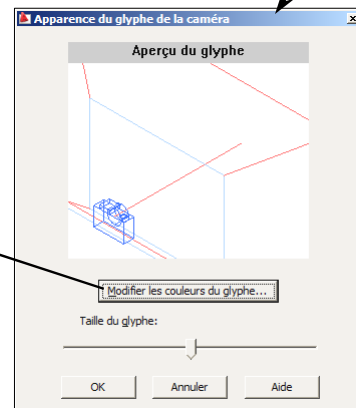 Apparence du glyphe de la caméra
Aperçu du glyphe
Modifier les couleurs du glyphe...
Taille du glyphe:
OK Annuler Aide